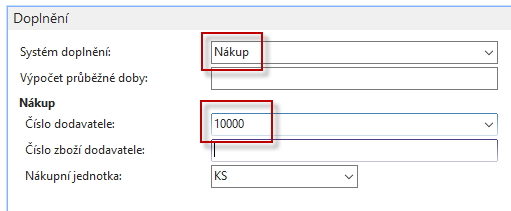 Doplnění
Systém doplnění: Nákup
Výpočet průběžné doby:
Nákup
Číslo dodavatele: 10000
Číslo zboží dodavatele:
Nákupní jednotka: KS